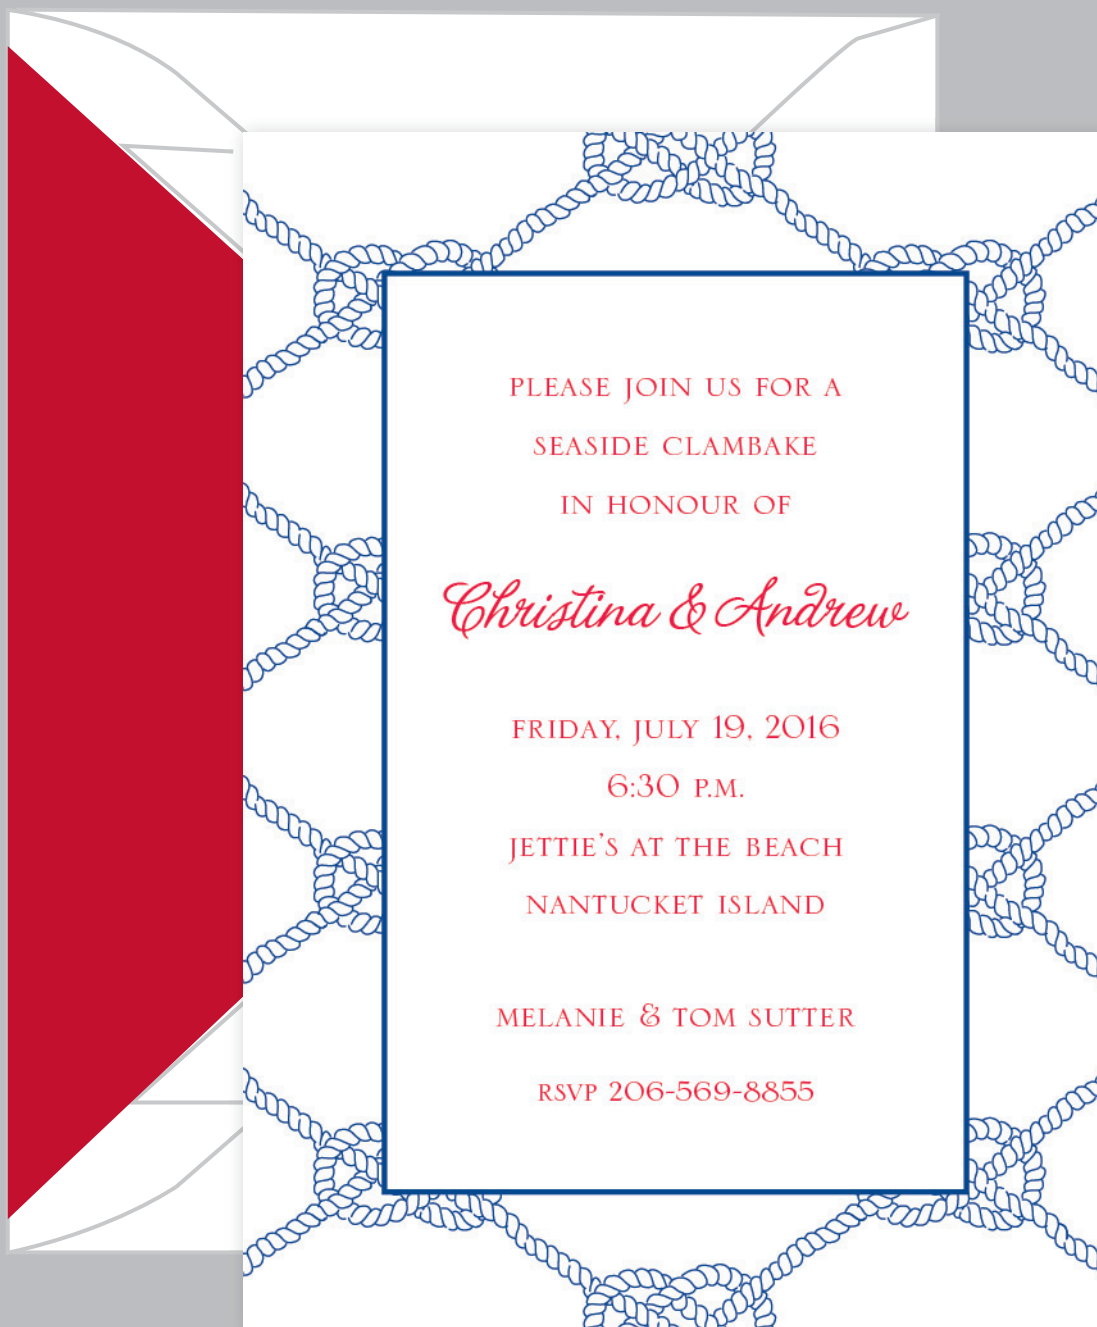 PLEASE JOIN US FOR A
SEASIDE CLAMBAKE
IN HONOUR OF
Christina & Andrew
FRIDAY, JULY 19, 2016
6:30 P.M.
JETTIE'S AT THE BEACH
NANTUCKET ISLAND
MELANIE & TOM SUTTER
RSVP 206-569-8855